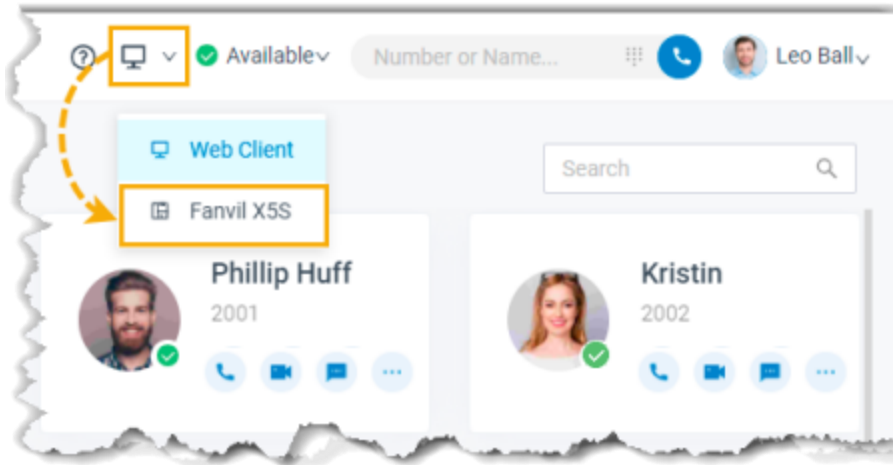 Available Number or Name... Leo Ball
Web Client
Search
Fanvil X5S
Phillip Huff Kristin
2001 2002